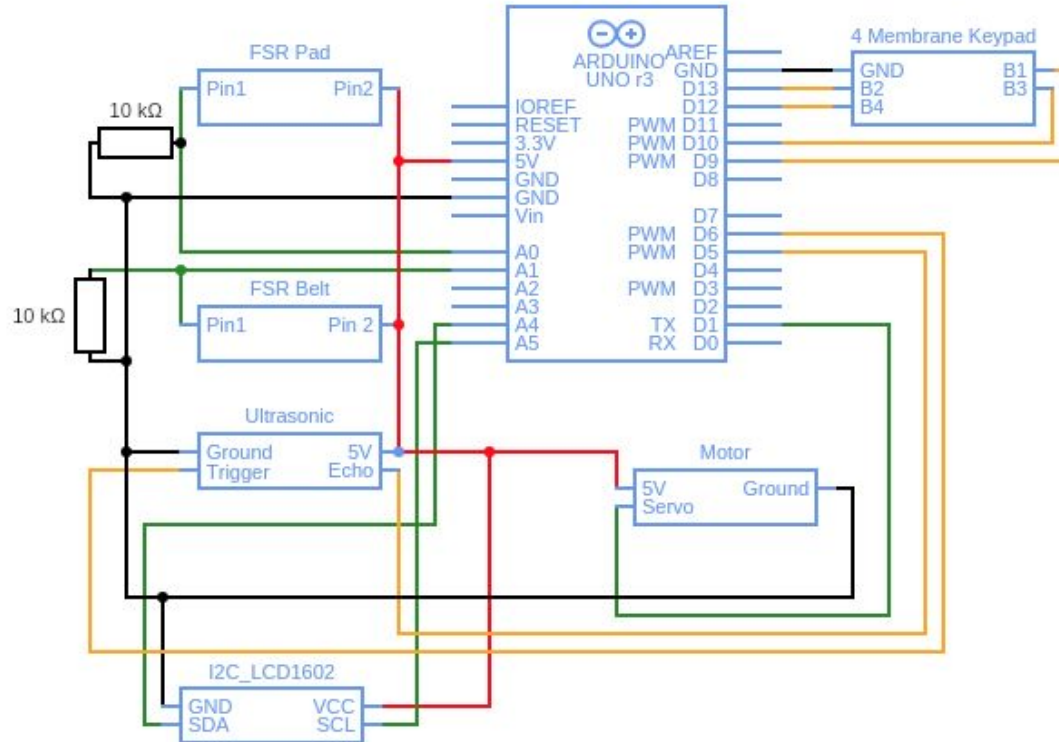 FSR Pad
Pin1 Pin2
10 kΩ
ARDUINO
UNO r3
IOREF
RESET
3.3V
5V
GND
GND
Vin
A0
A1
A2
A3
A4
A5
AREF
GND
D13
D12
PWM D11
PWM D10
PWM D9
D8
D7
PWM D6
PWM D5
D4
PWM D3
D2
TX D1
RX D0
4 Membrane Keypad
GND B1
B2 B3
B4
10 kΩ
FSR Belt
Pin1 Pin 2
Ultrasonic
Ground 5V
Trigger Echo
Motor
5V Ground
Servo
I2C_LCD1602
GND VCC
SDA SCL